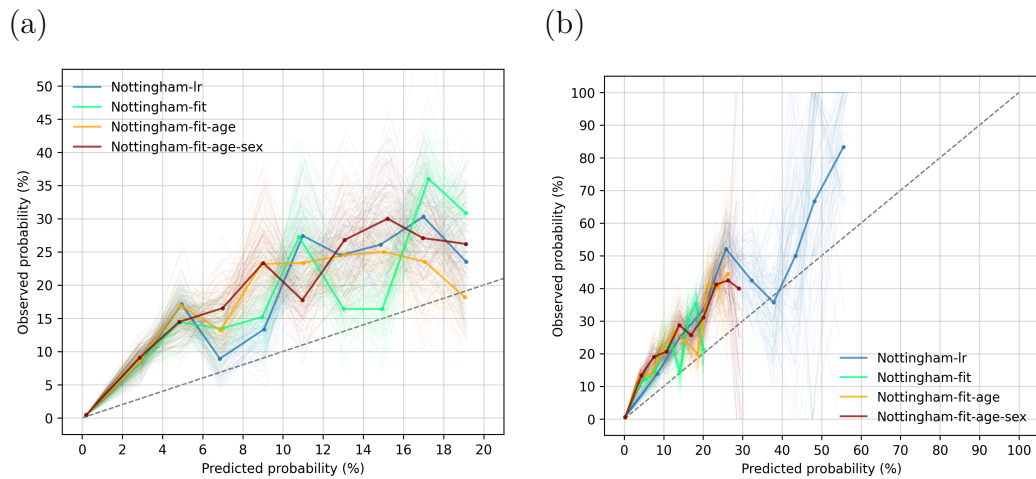 (a)
(b)
Observed probability (%)
50
45
40
35
30
25
20
15
10
5
0
0 2 4 6 8 10 12 14 16 18 20
Predicted probability (%)
Nottingham-lr
Nottingham-fit
Nottingham-fit-age
Nottingham-fit-age-sex
Observed probability (%)
100
90
80
70
60
50
40
30
20
10
0
0 10 20 30 40 50 60 70 80 90 100
Predicted probability (%)
Nottingham-lr
Nottingham-fit
Nottingham-fit-age
Nottingham-fit-age-sex